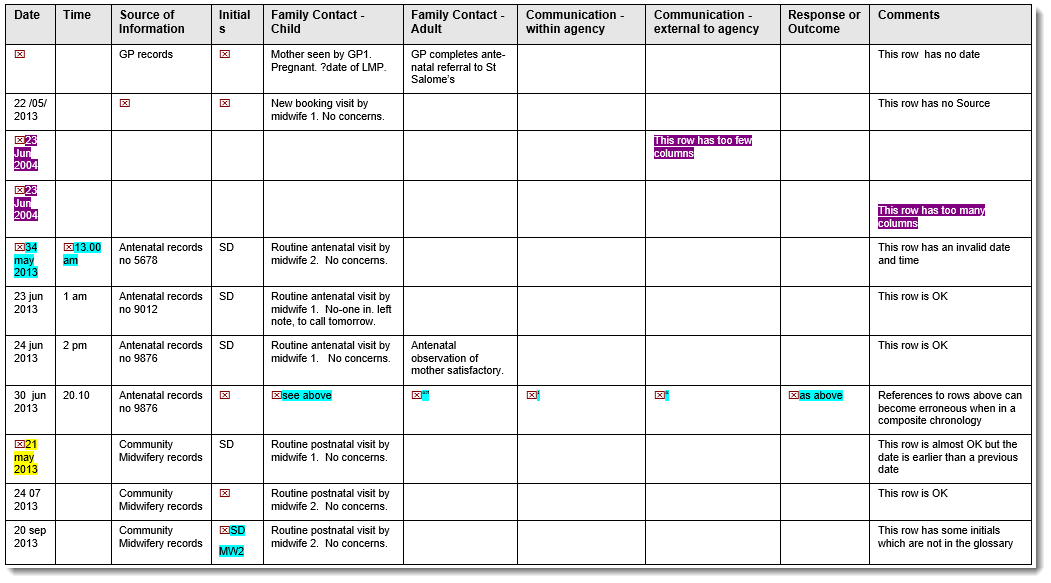 Date Time Source of Information Initial s Family Contact - Child Family Contact - Adult Communication - within agency Communication - external to agency Response or Outcome Comments
GP records Mother seen by GP1. Pregnant. ?date of LMP. GP completes ante-natal referral to St Salome's This row has no date
22 /05/ 2013 New booking visit by midwife 1. No concerns. This row has no Source
23 Jun 2004 This row has too few columns
23 Jun 2004 This row has too many columns
34 may 2013 13.00 am Antenatal records no 5678 SD Routine antenatal visit by midwife 2. No concerns. This row has an invalid date and time
23 jun 2013 1 am Antenatal records no 9012 SD Routine antenatal visit by midwife 1. No-one in. left note, to call tomorrow. This row is OK
24 jun 2013 2 pm Antenatal records no 9876 SD Routine antenatal visit by midwife 1. No concerns. Antenatal observation of mother satisfactory. This row is OK
30 jun 2013 20.10 Antenatal records no 9876 see above "" ' " as above References to rows above can become erroneous when in a composite chronology
21 may 2013 Community Midwifery records SD Routine postnatal visit by midwife 1. No concerns. This row is almost OK but the date is earlier than a previous date
24 07 2013 Community Midwifery records Routine postnatal visit by midwife 2. No concerns. This row is OK
20 sep 2013 Community Midwifery records SD MW2 Routine postnatal visit by midwife 2. No concerns. This row has some initials which are not in the glossary